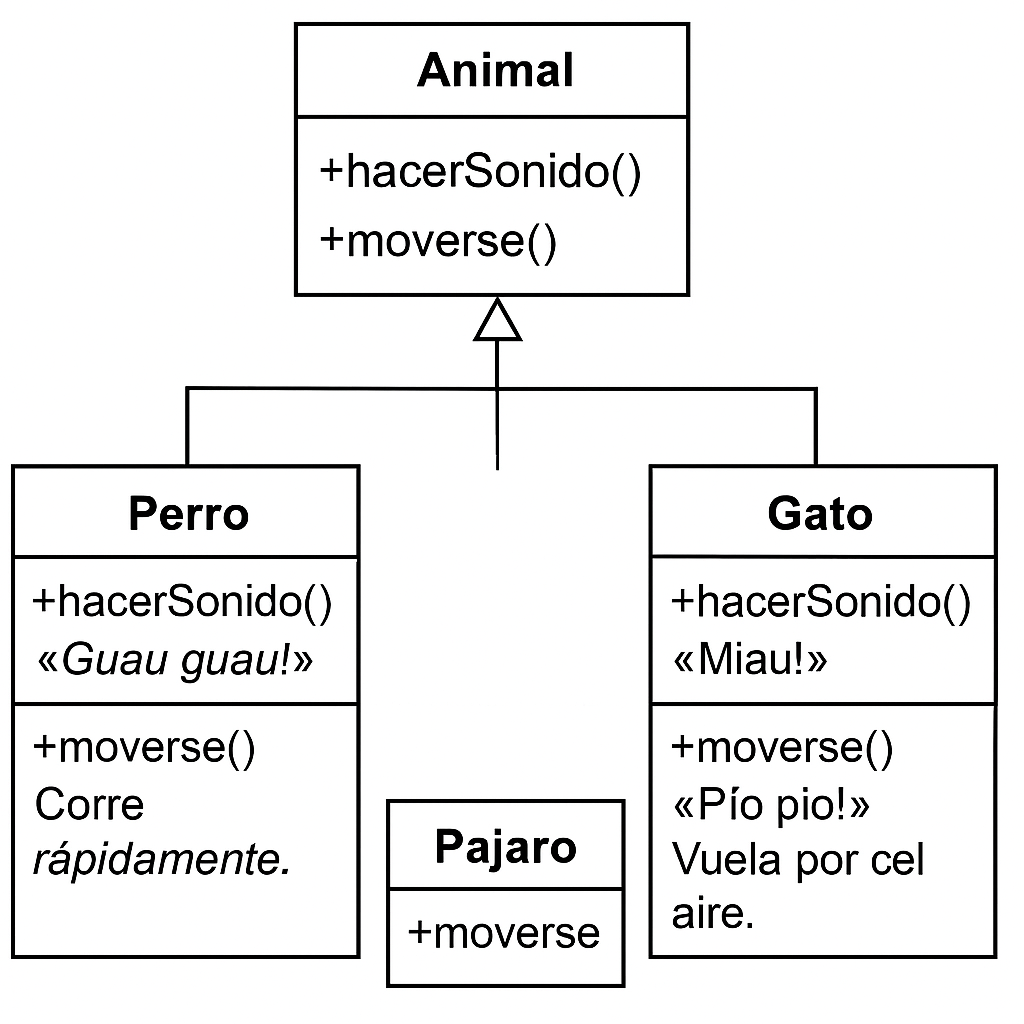 Animal
+hacerSonido()
+moverse()
Perro
+hacerSonido()
«Guau guau!»
+moverse()
Corre
rápidamente.
Pajaro
+moverse
Gato
+hacerSonido()
«Miau!»
+moverse()
«Pío pio!»
Vuela por cel
aire.